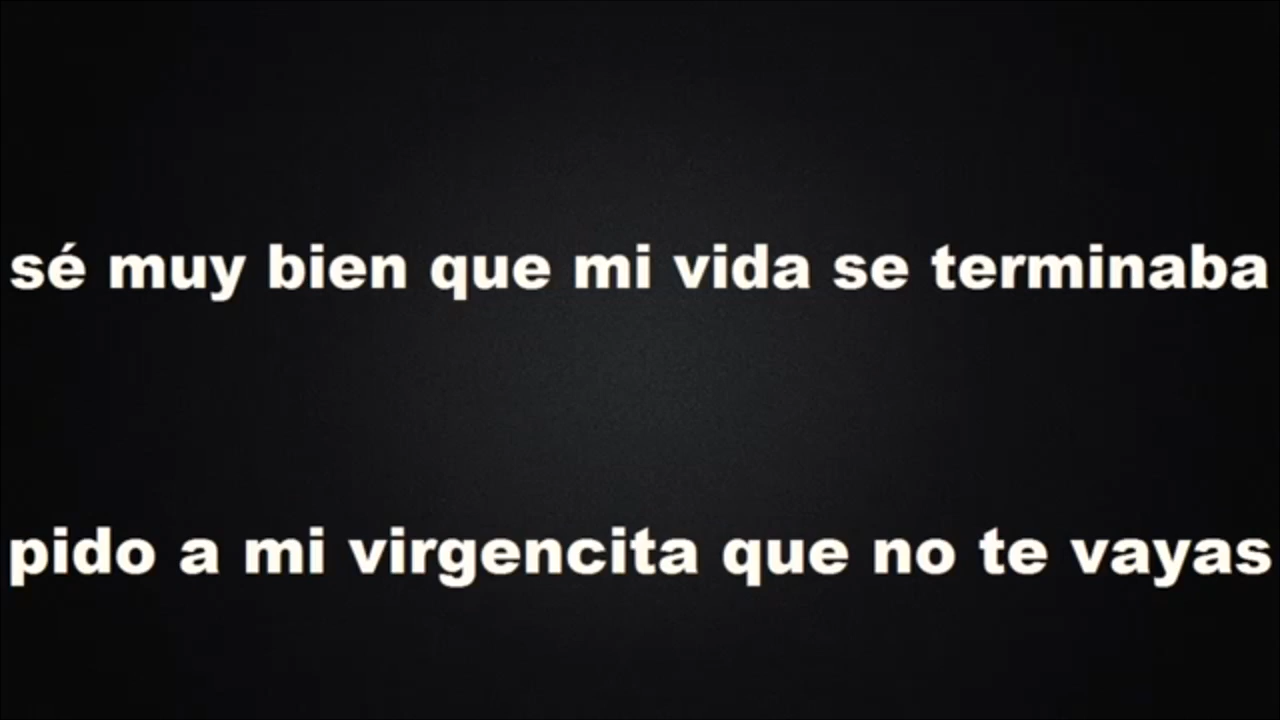 sé muy bien que mi vida se terminaba
pido a mi virgencita que no te vayas